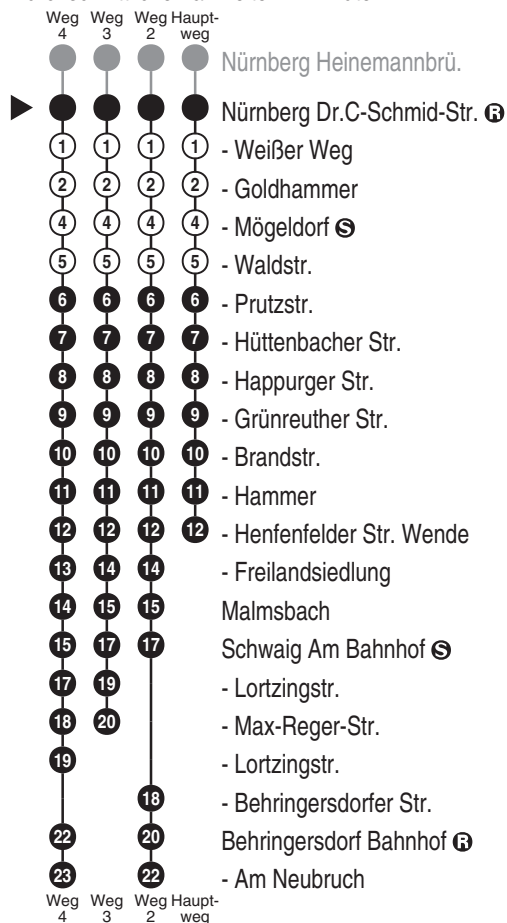 Weg Weg Weg Haupt-
4 3 2 weg
Nürnberg Heinemannbrü.
Nürnberg Dr.C-Schmid-Str. R
1 1 1 1 - Weißer Weg
2 2 2 2 - Goldhammer
4 4 4 4 - Mögeldorf S
5 5 5 5 - Waldstr.
6 6 6 6 - Prutzstr.
7 7 7 7 - Hüttenbacher Str.
8 8 8 8 - Happurger Str.
9 9 9 9 - Grünreuther Str.
10 10 10 10 - Brandstr.
11 11 11 11 - Hammer
12 12 12 12 - Henfenfelder Str. Wende
13 14 14 - Freilandsiedlung
14 15 15 Malmsbach
15 17 17 Schwaig Am Bahnhof S
17 19 - Lortzingstr.
18 20 - Max-Reger-Str.
19 - Lortzingstr.
18 - Behringersdorfer Str.
22 20 Behringersdorf Bahnhof R
23 22 - Am Neubruch
Weg Weg Weg Haupt-
4 3 2 weg